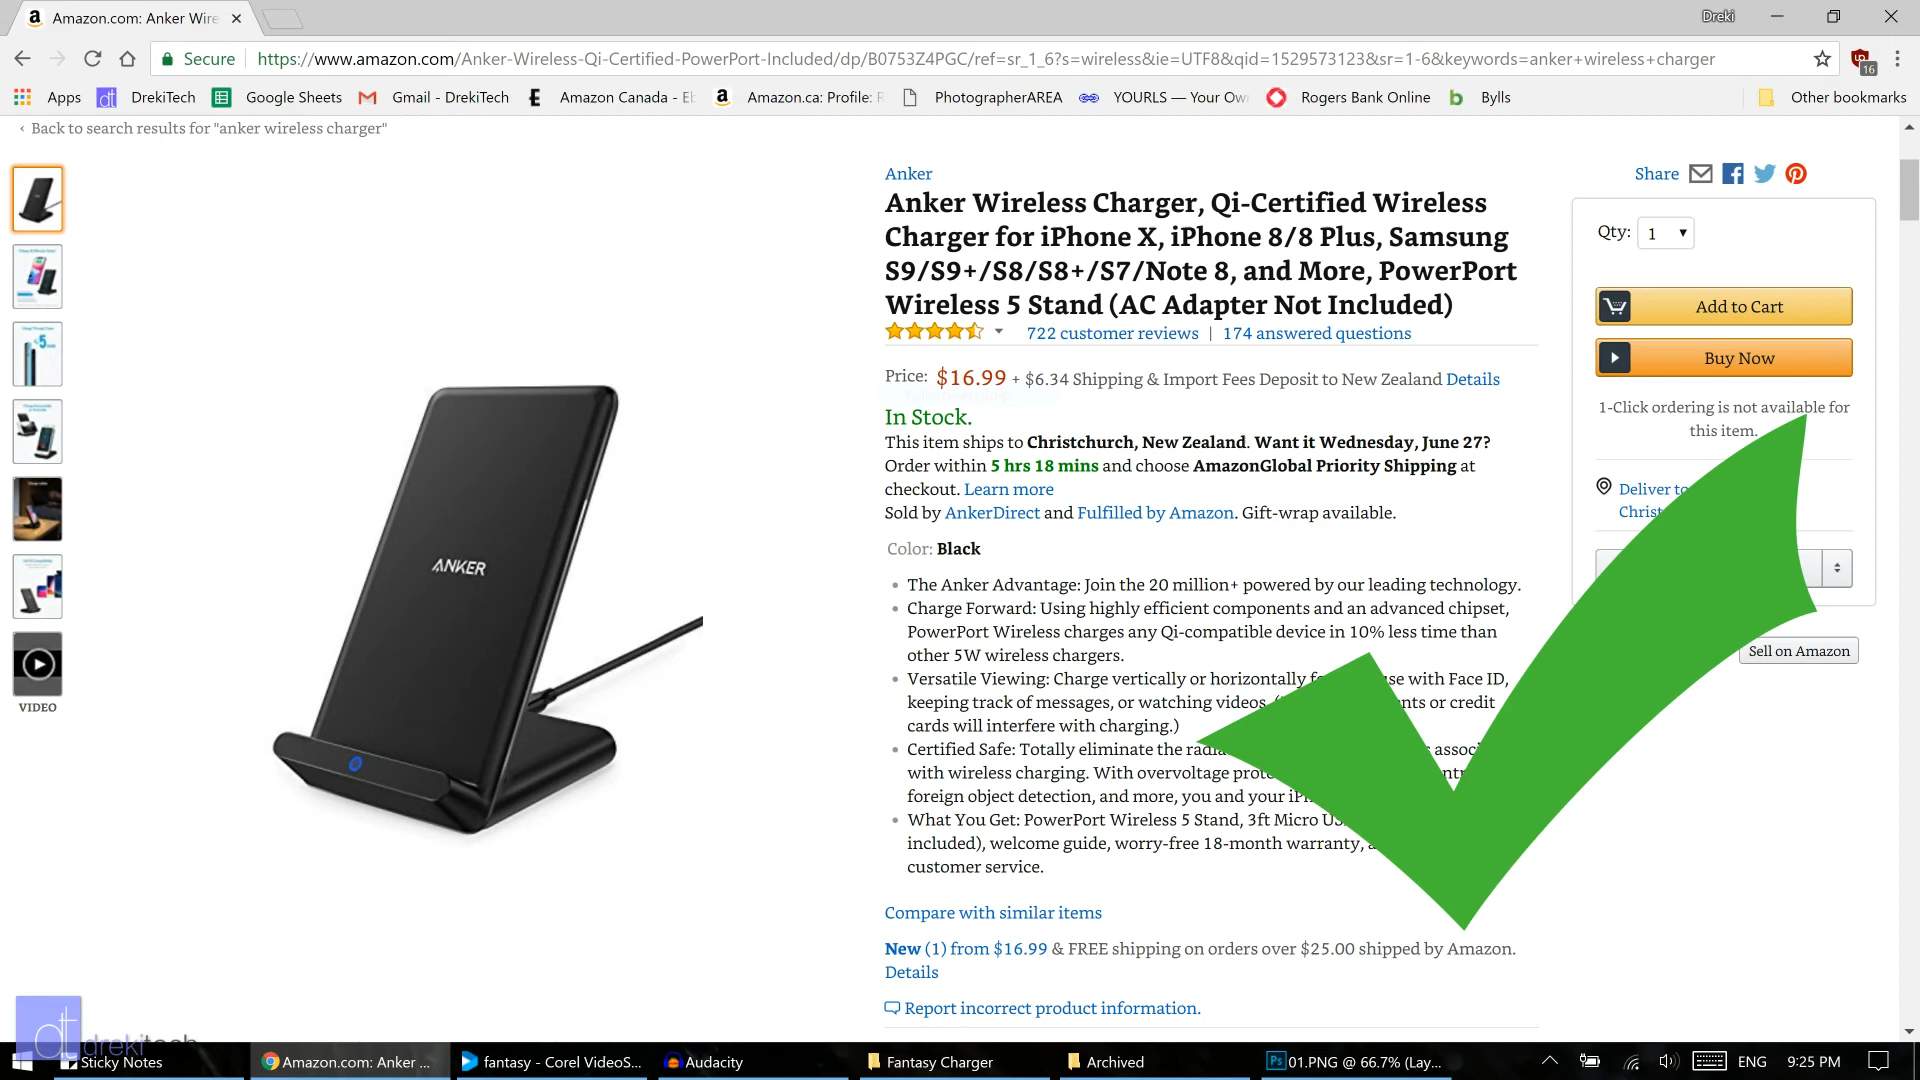 Amazon.com: Anker Wire
Dreki
Secure
https://www.amazon.com/Anker-Wireless-Qi-Certified-PowerPort-Included/dp/B0753Z4PGC/ref=sr_1_6?s=wireless&ie=UTF8&qid=1529573123&sr=1-6&keywords=anker+wireless+charger
16
Apps
DrekiTech
Google Sheets
Gmail - DrekiTech
Amazon Canada - E
Amazon.ca: Profile:
PhotographerAREA
YOURLS — Your Ow
Rogers Bank Online
Bylls
Other bookmarks
‹ Back to search results for "anker wireless charger"
Anker
Share
Anker Wireless Charger, Qi-Certified Wireless
Charger for iPhone X, iPhone 8/8 Plus, Samsung
S9/S9+/S8/S8+/S7/Note 8, and More, PowerPort
Wireless 5 Stand (AC Adapter Not Included)
722 customer reviews | 174 answered questions
Price: $16.99 + $6.34 Shipping & Import Fees Deposit to New Zealand Details
In Stock.
This item ships to Christchurch, New Zealand. Want it Wednesday, June 27?
Order within 5 hrs 18 mins and choose AmazonGlobal Priority Shipping at
checkout. Learn more
Sold by AnkerDirect and Fulfilled by Amazon. Gift-wrap available.
Color: Black
• The Anker Advantage: Join the 20 million+ powered by our leading technology.
• Charge Forward: Using highly efficient components and an advanced chipset,
PowerPort Wireless charges any Qi-compatible device in 10% less time than
other 5W wireless chargers.
• Versatile Viewing: Charge vertically or horizontally use with Face ID,
keeping track of messages, or watching videos. or credit
cards will interfere with charging.)
• Certified Safe: Totally eliminate the
with wireless charging. With overvoltage
foreign object detection, and more, you and your
• What You Get: PowerPort Wireless 5 Stand, 3ft Micro
included), welcome guide, worry-free 18-month warranty,
customer service.
Compare with similar items
New (1) from $16.99 & FREE shipping on orders over $25.00 shipped by Amazon.
Details
Report incorrect product information.
Qty: 1
Add to Cart
Buy Now
1-Click ordering is not available for
this item.
Deliver
Sell on Amazon
ANKER
VIDEO
dt
drekitech
Sticky Notes
Amazon.com: Anker ...
fantasy - Corel VideoS...
Audacity
Fantasy Charger
Archived
Ps 01.PNG @ 66.7% (Lay...
ENG
9:25 PM